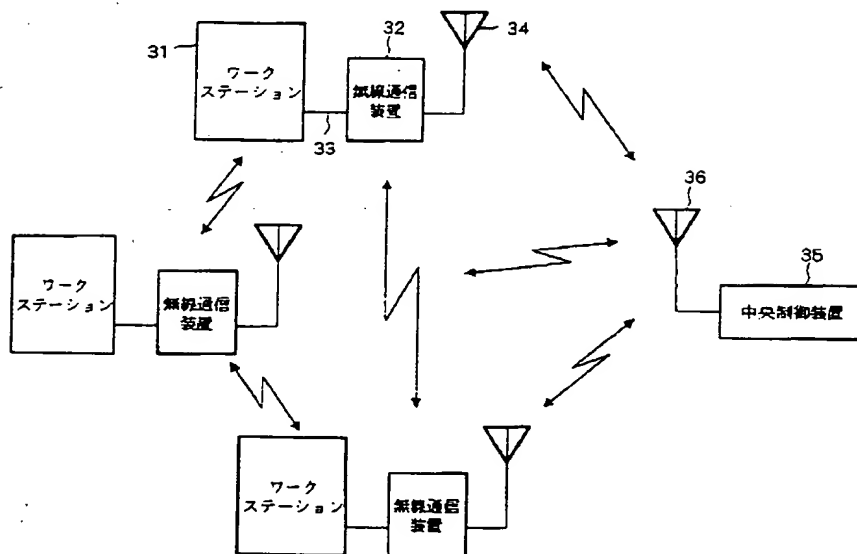 31
ワーク
ステーション
32
無線通信
装置
33
34
36
35
中央制御装置
ワーク
ステーション
無線通信
装置
ワーク
ステーション
無線通信
装置